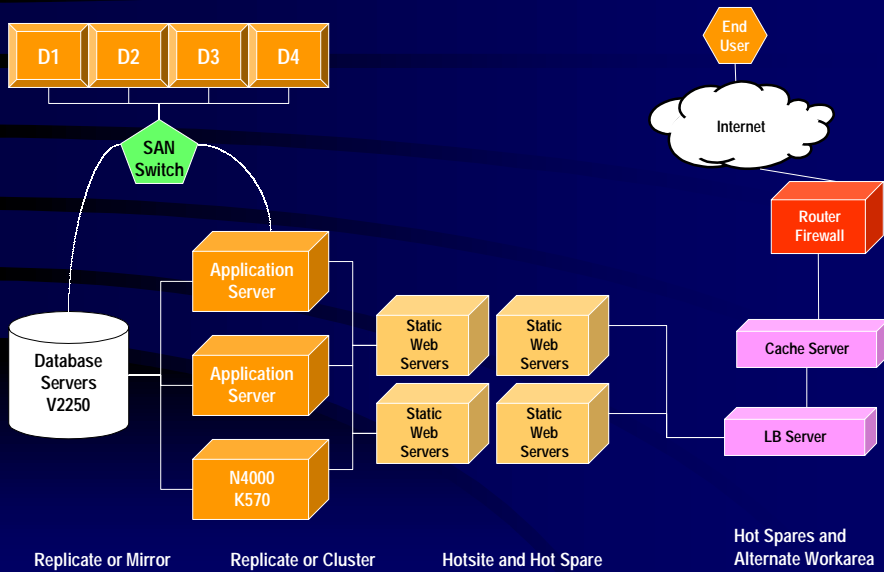 D1
D2
D3
D4
End
User
SAN
Switch
Internet
Router
Firewall
Application
Server
Application
Server
N4000
K570
Database
Servers
V2250
Static
Web
Servers
Static
Web
Servers
Static
Web
Servers
Static
Web
Servers
Cache Server
LB Server
Replicate or Mirror
Replicate or Cluster
Hotsite and Hot Spare
Hot Spares and
Alternate Workarea